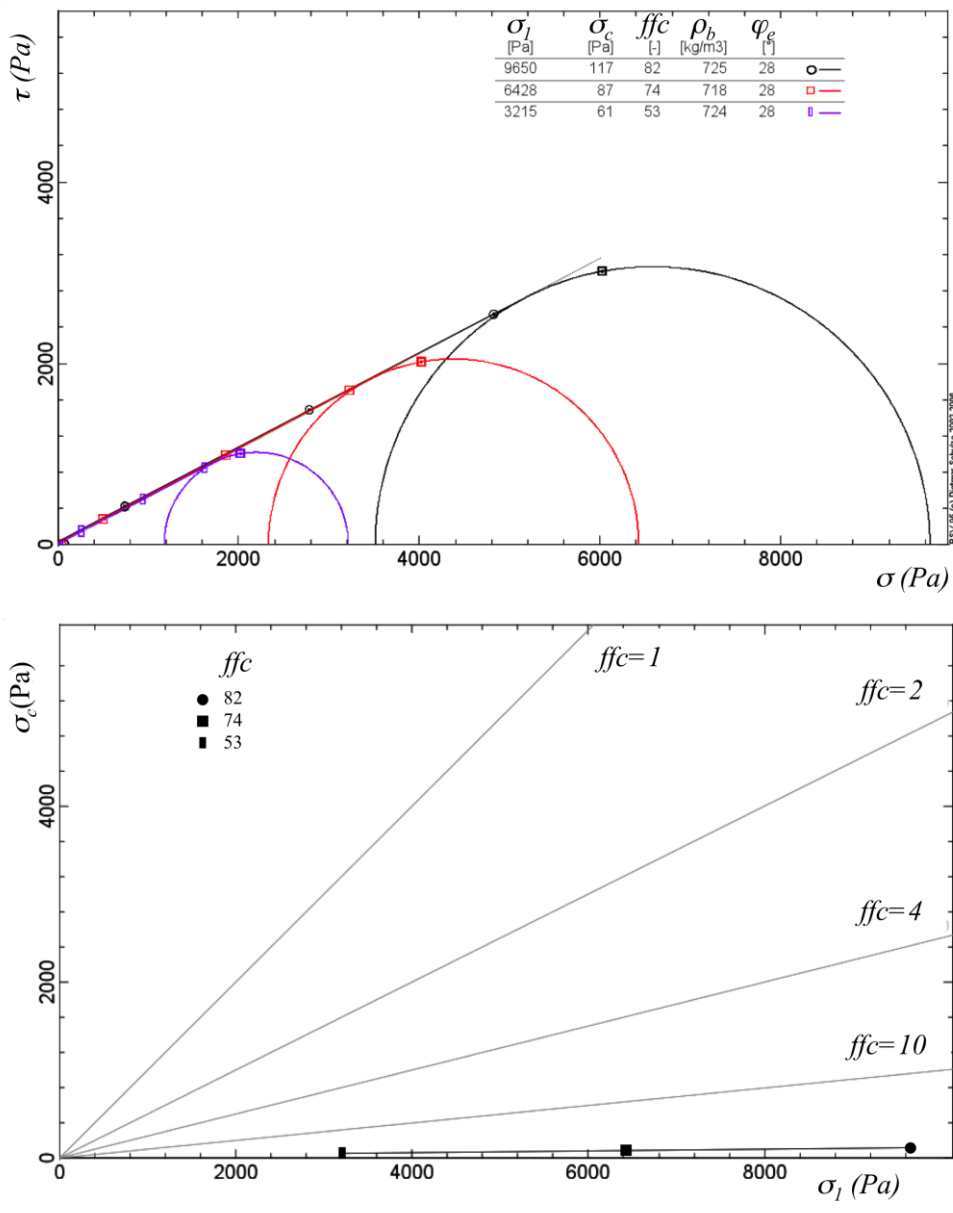 τ (Pa)
σ1 σc ffc ρb φe
[Pa] [Pa] [-] [kg/m3] [°]
9650 117 82 725 28
6428 87 74 718 28
3215 61 53 724 28
4000
2000
0
0 2000 4000 6000 8000
σ (Pa)
σc(Pa)
ffc
82
74
53
ffc=1
ffc=2
ffc=4
ffc=10
4000
2000
0
0 2000 4000 6000 8000
σ1 (Pa)